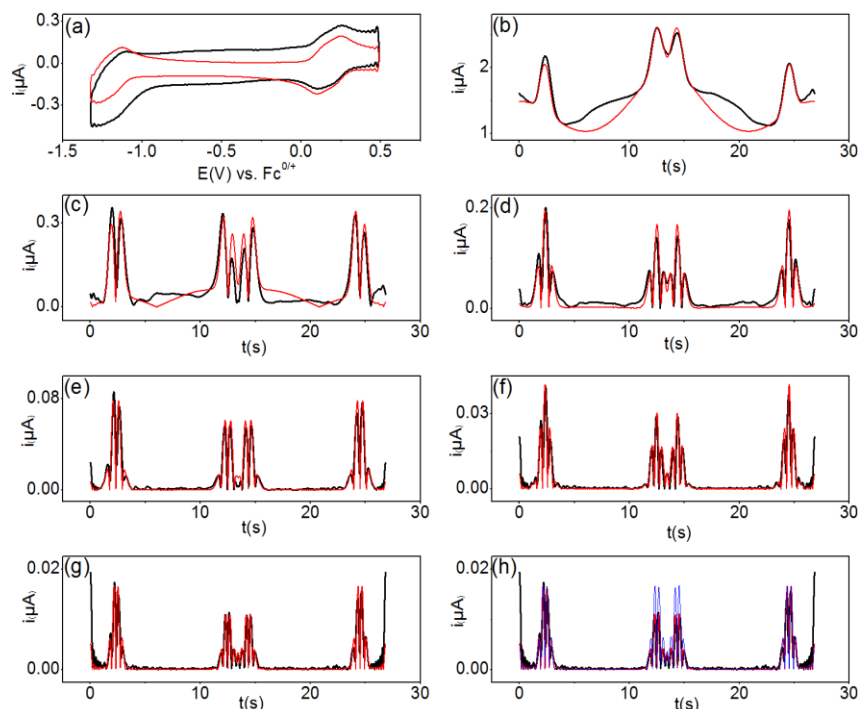 (a)
i(μA)
0.3
0.0
-0.3
-1.5
-1.0
-0.5
0.0
0.5
E(V) vs. Fc0/+
(b)
i(μA)
2
1
0
10
20
30
t(s)
(c)
i(μA)
0.3
0.0
0
10
20
30
t(s)
(d)
i(μA)
0.2
0.0
0
10
20
30
t(s)
(e)
i(μA)
0.08
0.00
0
10
20
30
t(s)
(f)
i(μA)
0.03
0.00
0
10
20
30
t(s)
(g)
i(μA)
0.02
0.00
0
10
20
30
t(s)
(h)
i(μA)
0.02
0.00
0
10
20
30
t(s)